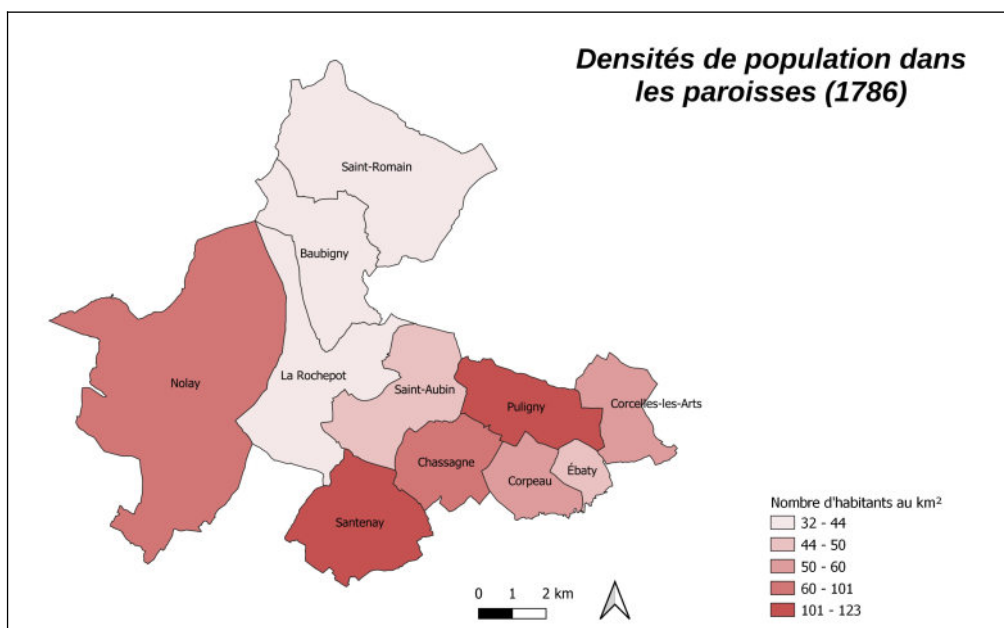 Densités de population dans
les paroisses (1786)
Saint-Romain
Baubigny
Nolay
La Rochepot
Saint-Aubin
Puligny
Corcelles-les-Arts
Chassagne
Corpeau
Ébaty
Santenay
Nombre d'habitants au km²
32 - 44
44 - 50
50 - 60
60 - 101
101 - 123
0 1 2 km